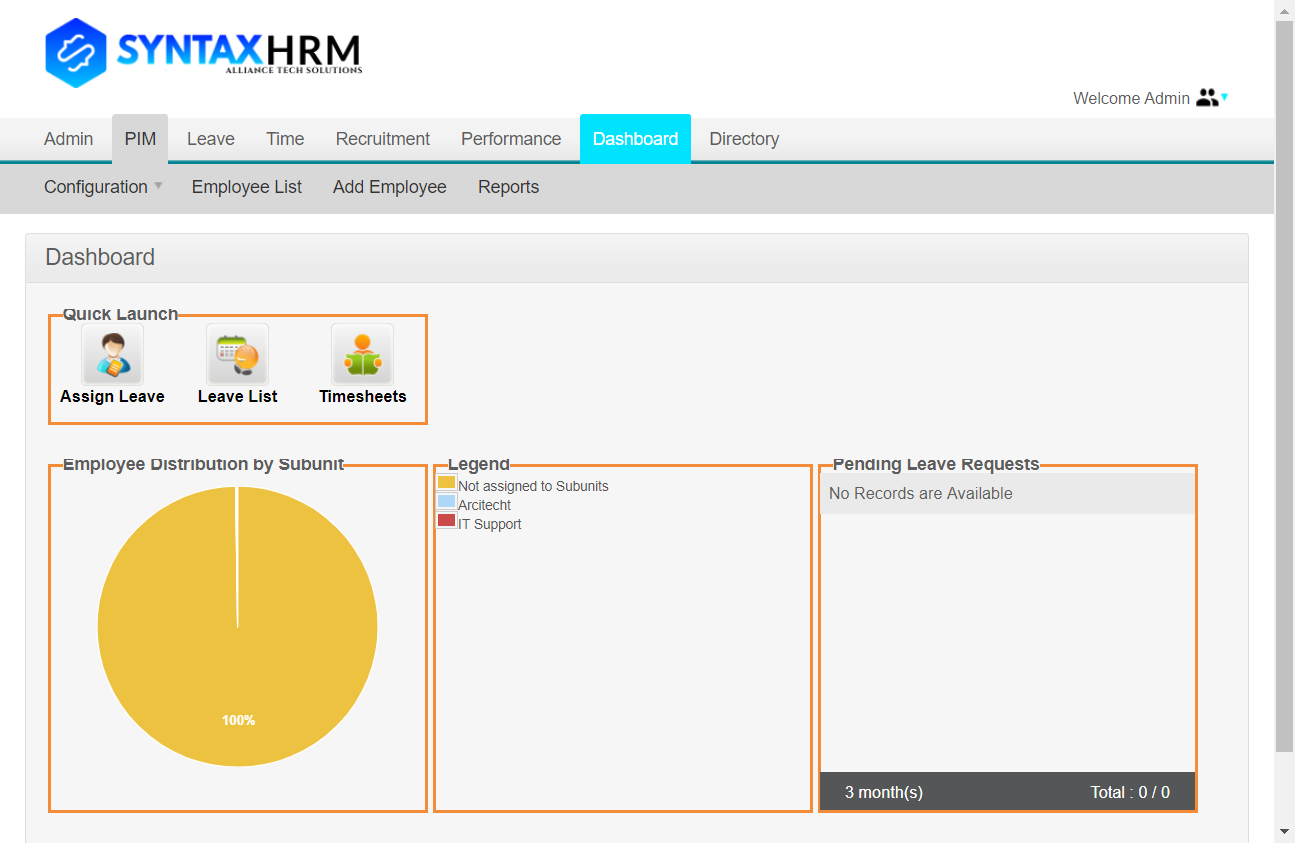 SYNTAXHRM
ALLIANCE TECH SOLUTIONS
Welcome Admin
Admin PIM Leave Time Recruitment Performance Dashboard Directory
Configuration Employee List Add Employee Reports
Dashboard
Quick Launch
Assign Leave Leave List Timesheets
Employee Distribution by Subunit
100%
Legend
Not assigned to Subunits
Arcitecht
IT Support
Pending Leave Requests
No Records are Available
3 month(s) Total : 0 / 0